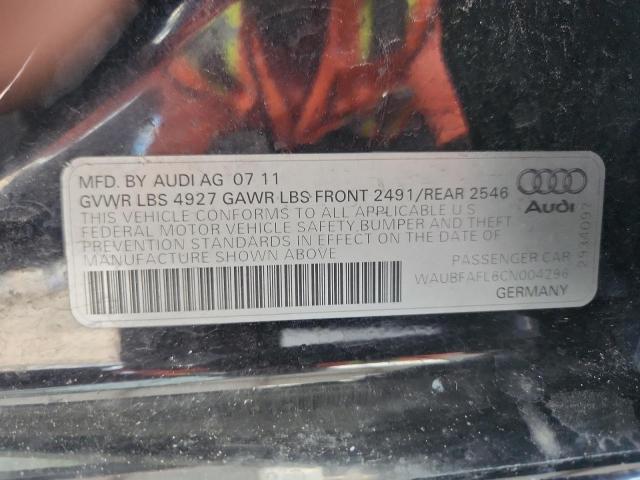 MFD. BY AUDI AG 07 11
GVWR LBS 4927 GAWR LBS FRONT 2491/REAR 2546
THIS VEHICLE CONFORMS TO ALL APPLICABLE U S
FEDERAL MOTOR VEHICLE SAFETY, BUMPER AND THEFT
PREVENTION STANDARDS IN EFFECT ON THE DATE OF
MANUFACTURE SHOWN ABOVE
Audi
PASSENGER CAR
WAUBFAFL6CN004296
GERMANY
2934097